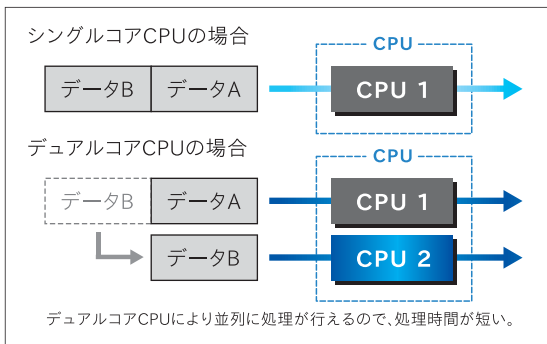 シングルコアCPUの場合
CPU
データB データA CPU 1
デュアルコアCPUの場合
CPU
データB データA CPU 1
データB CPU 2
デュアルコアCPUにより並列に処理が行えるので、処理時間が短い。